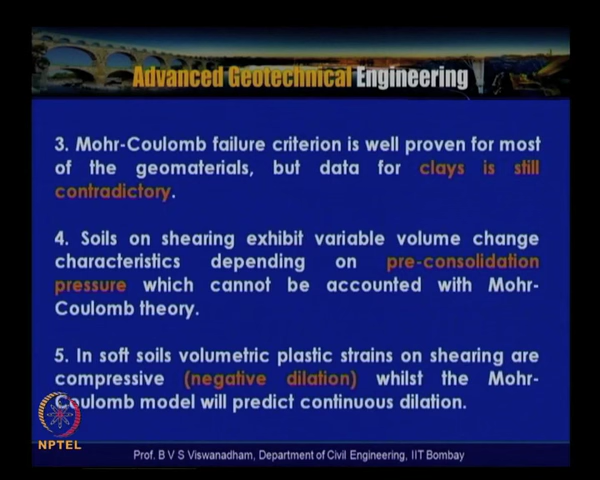 Advanced Geotechnical Engineering
3. Mohr-Coulomb failure criterion is well proven for most
of the geomaterials, but data for clays is still
contradictory.
4. Soils on shearing exhibit variable volume change
characteristics depending on pre-consolidation
pressure which cannot be accounted with Mohr-
Coulomb theory.
5. In soft soils volumetric plastic strains on shearing are
compressive (negative dilation) whilst the Mohr-
Coulomb model will predict continuous dilation.
NPTEL
Prof. B V S Viswanadham, Department of Civil Engineering, IIT Bombay